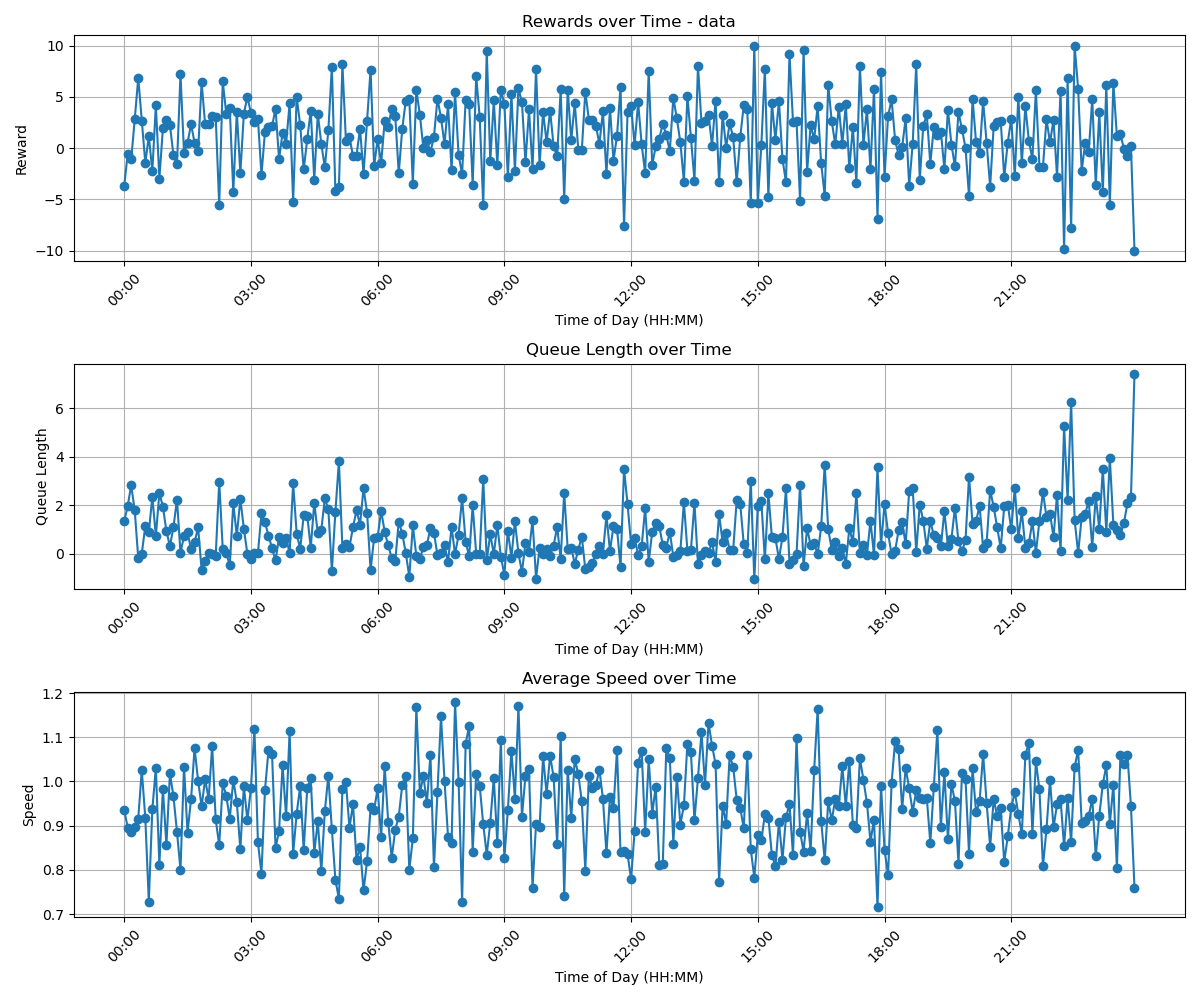 Rewards over Time - data
10
5
0
−5
−10
Reward
00:00 03:00 06:00 09:00 12:00 15:00 18:00 21:00
Time of Day (HH:MM)
Queue Length over Time
6
4
2
0
Queue Length
00:00 03:00 06:00 09:00 12:00 15:00 18:00 21:00
Time of Day (HH:MM)
Average Speed over Time
1.2
1.1
1.0
0.9
0.8
0.7
Speed
00:00 03:00 06:00 09:00 12:00 15:00 18:00 21:00
Time of Day (HH:MM)